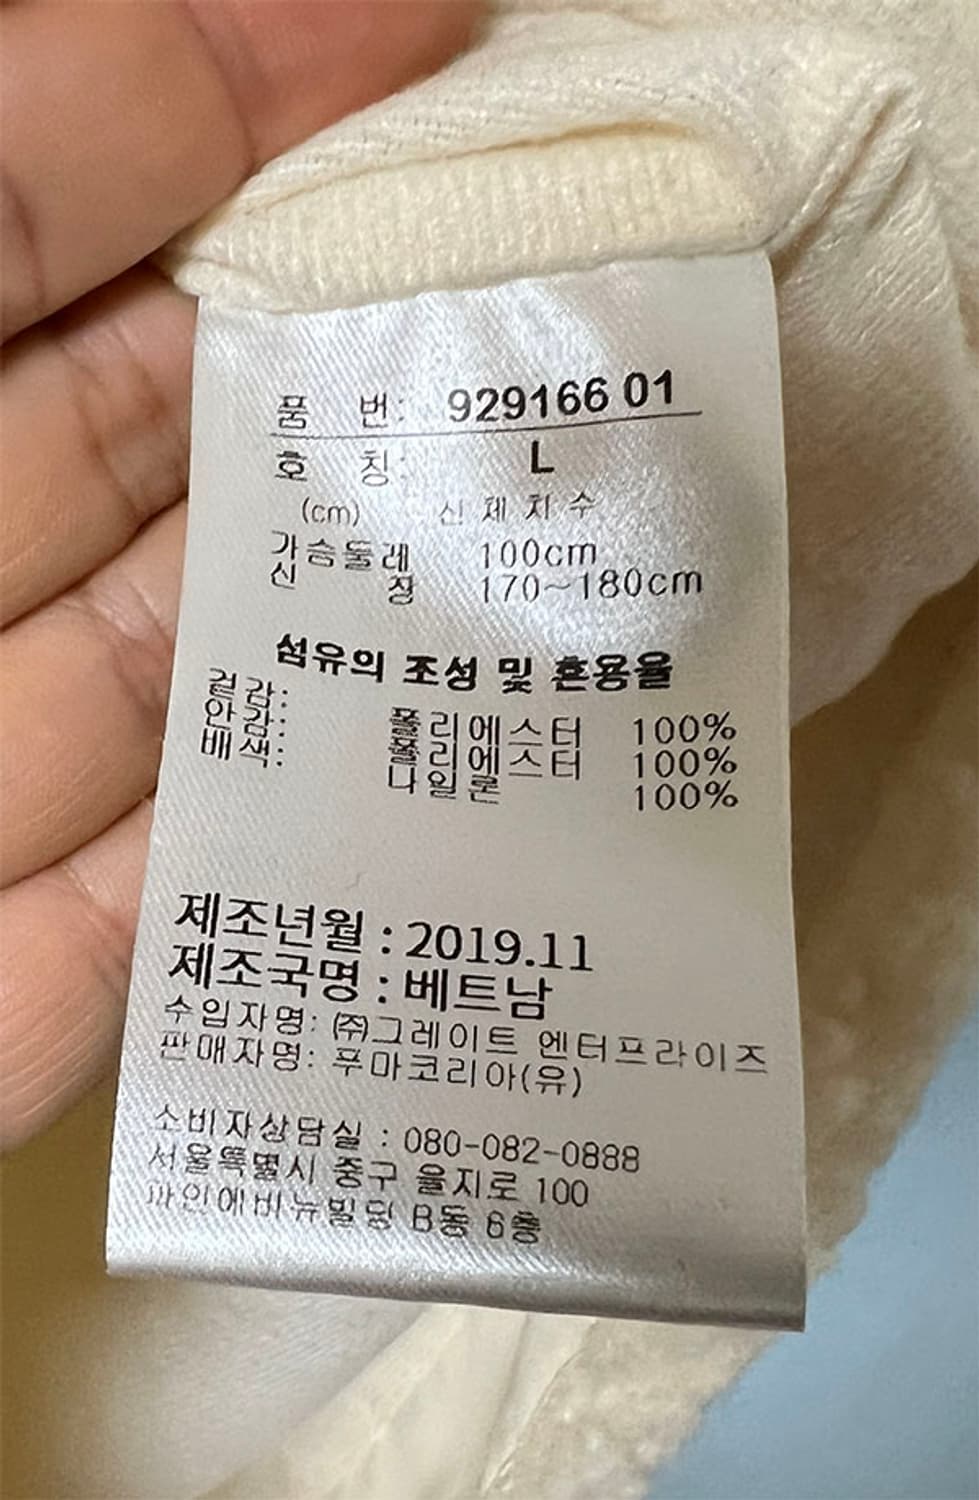 품 번: 929166 01
호 칭: L
(cm) 신체치수
가슴둘레 100cm
신 장 170~180cm
섬유의 조성 및 혼용율
겉감: 폴리에스터 100%
안감: 폴리에스터 100%
배색: 나일론 100%
제조년월 : 2019.11
제조국명 : 베트남
수입자명: ㈜그레이트 엔터프라이즈
판매자명: 푸마코리아(유)
소비자상담실 : 080-082-0888
서울특별시 중구 을지로 100
파인에비뉴빌딩 B동 6층